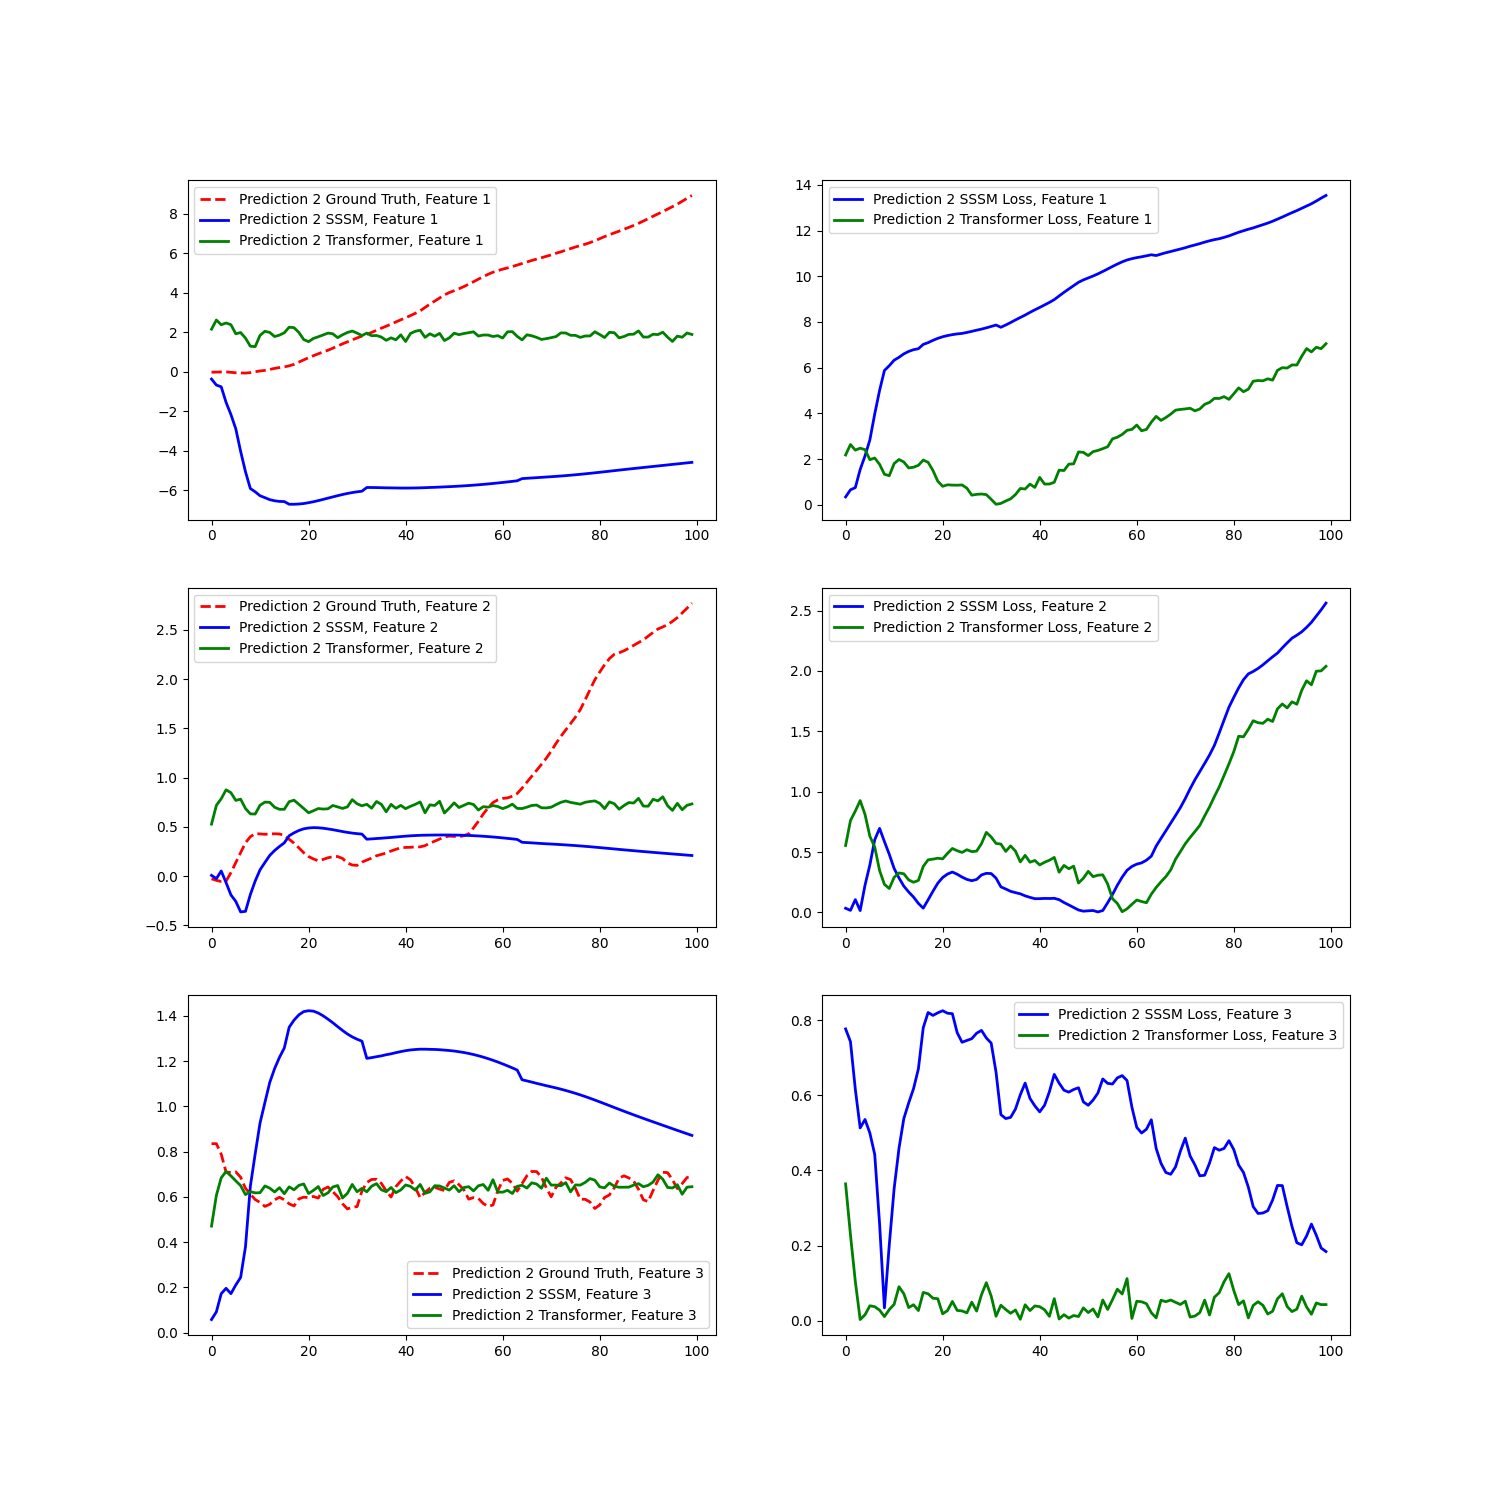 Prediction 2 Ground Truth, Feature 1
Prediction 2 SSSM, Feature 1
Prediction 2 Transformer, Feature 1
8
6
4
2
0
−2
−4
−6
0 20 40 60 80 100
Prediction 2 SSSM Loss, Feature 1
Prediction 2 Transformer Loss, Feature 1
14
12
10
8
6
4
2
0
0 20 40 60 80 100
Prediction 2 Ground Truth, Feature 2
Prediction 2 SSSM, Feature 2
Prediction 2 Transformer, Feature 2
2.5
2.0
1.5
1.0
0.5
0.0
−0.5
0 20 40 60 80 100
Prediction 2 SSSM Loss, Feature 2
Prediction 2 Transformer Loss, Feature 2
2.5
2.0
1.5
1.0
0.5
0.0
0 20 40 60 80 100
1.4
1.2
1.0
0.8
0.6
0.4
0.2
0.0
Prediction 2 Ground Truth, Feature 3
Prediction 2 SSSM, Feature 3
Prediction 2 Transformer, Feature 3
0 20 40 60 80 100
Prediction 2 SSSM Loss, Feature 3
Prediction 2 Transformer Loss, Feature 3
0.8
0.6
0.4
0.2
0.0
0 20 40 60 80 100